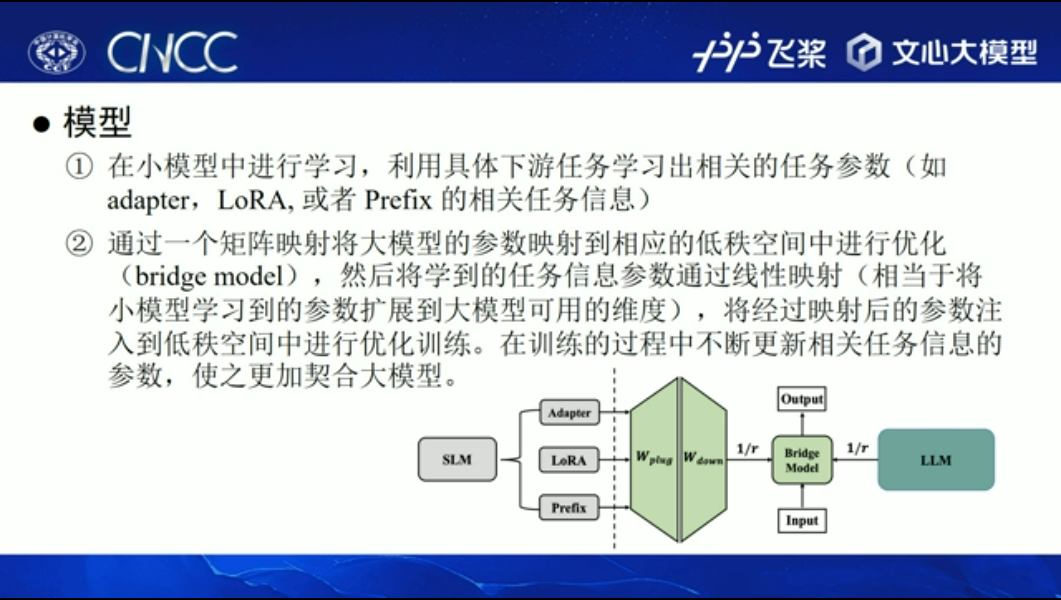 CCF
CNCC
飞桨
文心大模型
● 模型
① 在小模型中进行学习，利用具体下游任务学习出相关的任务参数（如
adapter，LoRA, 或者 Prefix 的相关任务信息）
② 通过一个矩阵映射将大模型的参数映射到相应的低秩空间中进行优化
（bridge model），然后将学到的任务信息参数通过线性映射（相当于将
小模型学习到的参数扩展到大模型可用的维度），将经过映射后的参数注
入到低秩空间中进行优化训练。在训练的过程中不断更新相关任务信息的
参数，使之更加契合大模型。
SLM
Adapter
LoRA
Prefix
Wplug
Wdown
1/r
Output
Bridge
Model
Input
1/r
LLM